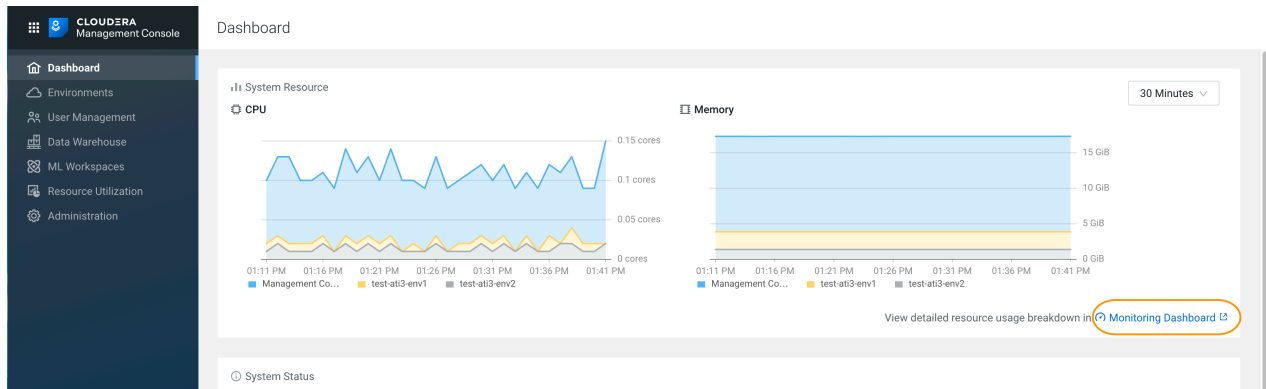 CLOUDERA
Management Console
Dashboard
Environments
User Management
Data Warehouse
ML Workspaces
Resource Utilization
Administration
Dashboard
System Resource
30 Minutes
CPU
0.15 cores
0.1 cores
0.05 cores
0 cores
01:11 PM 01:16 PM 01:21 PM 01:26 PM 01:31 PM 01:36 PM 01:41 PM
Management Co... test-ati3-env1 test-ati3-env2
Memory
15 GiB
10 GiB
5 GiB
0 GiB
01:11 PM 01:16 PM 01:21 PM 01:26 PM 01:31 PM 01:36 PM 01:41 PM
Management Co... test-ati3-env1 test-ati3-env2
View detailed resource usage breakdown in Monitoring Dashboard
System Status